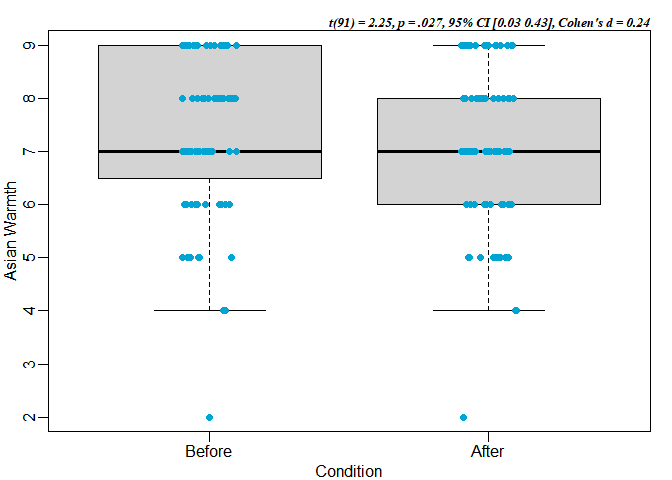 t(91) = 2.25, p = .027, 95% CI [0.03 0.43], Cohen's d = 0.24
9
8
7
6
5
4
3
2
Asian Warmth
Before After
Condition